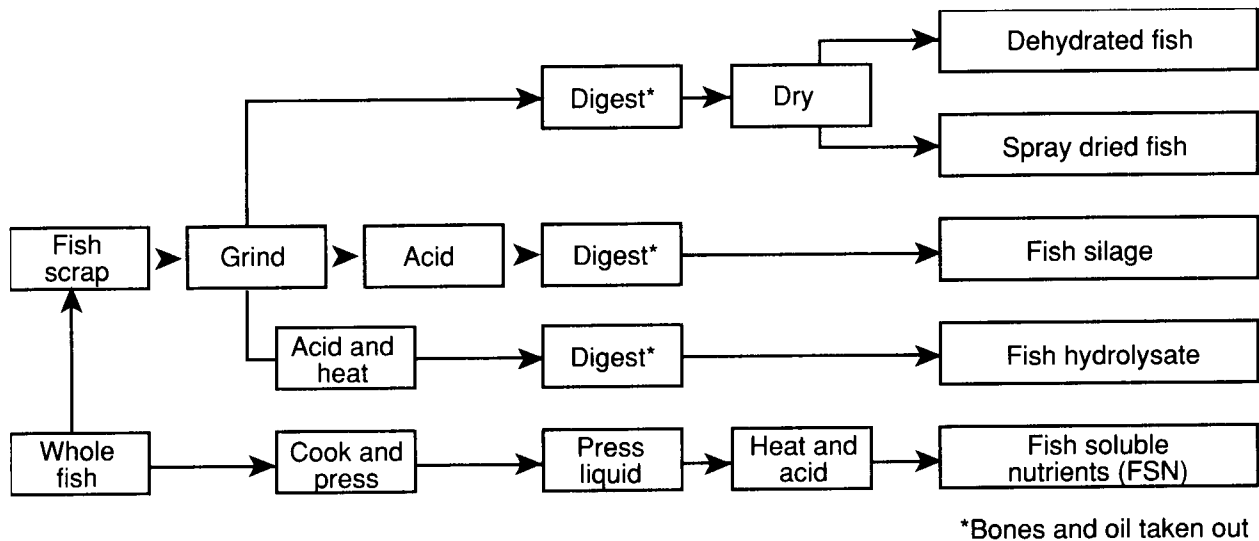 Dehydrated fish
Digest*
Dry
Spray dried fish
Fish
scrap
Grind
Acid
Digest*
Fish silage
Acid and
heat
Digest*
Fish hydrolysate
Whole
fish
Cook and
press
Press
liquid
Heat and
acid
Fish soluble
nutrients (FSN)
*Bones and oil taken out